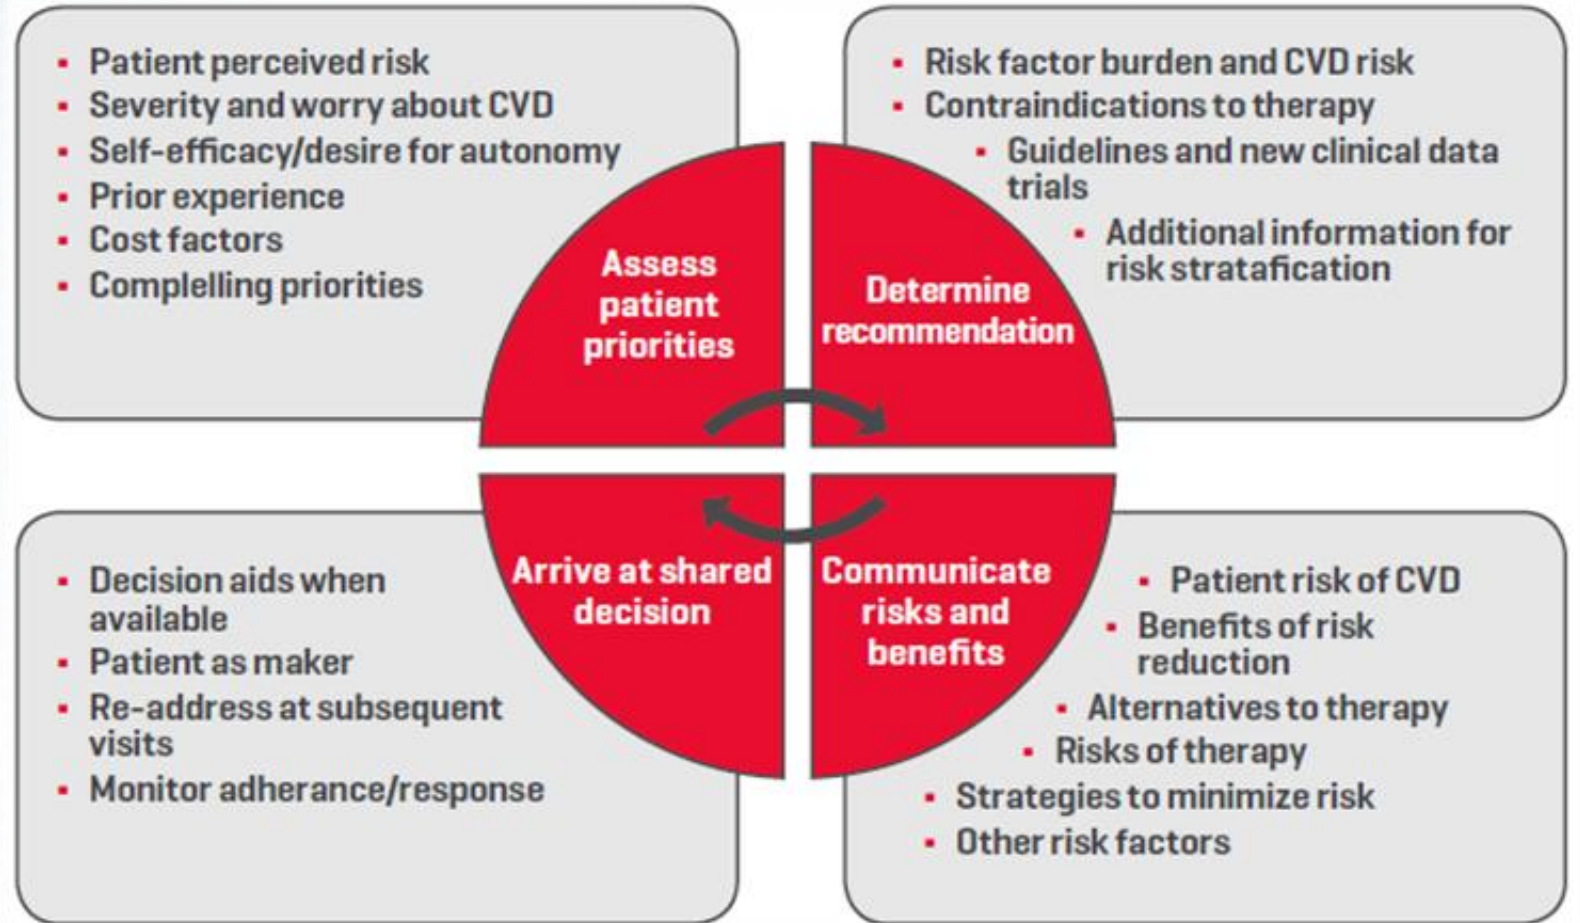 Patient perceived risk
Severity and worry about CVD
Self-efficacy/desire for autonomy
Prior experience
Cost factors
Complelling priorities
Assess
patient
priorities
Risk factor burden and CVD risk
Contraindications to therapy
Guidelines and new clinical data
trials
Additional information for
risk stratafication
Determine
recommendation
Decision aids when
available
Patient as maker
Re-address at subsequent
visits
Monitor adherance/response
Arrive at shared
decision
Communicate
risks and
benefits
Patient risk of CVD
Benefits of risk
reduction
Alternatives to therapy
Risks of therapy
Strategies to minimize risk
Other risk factors